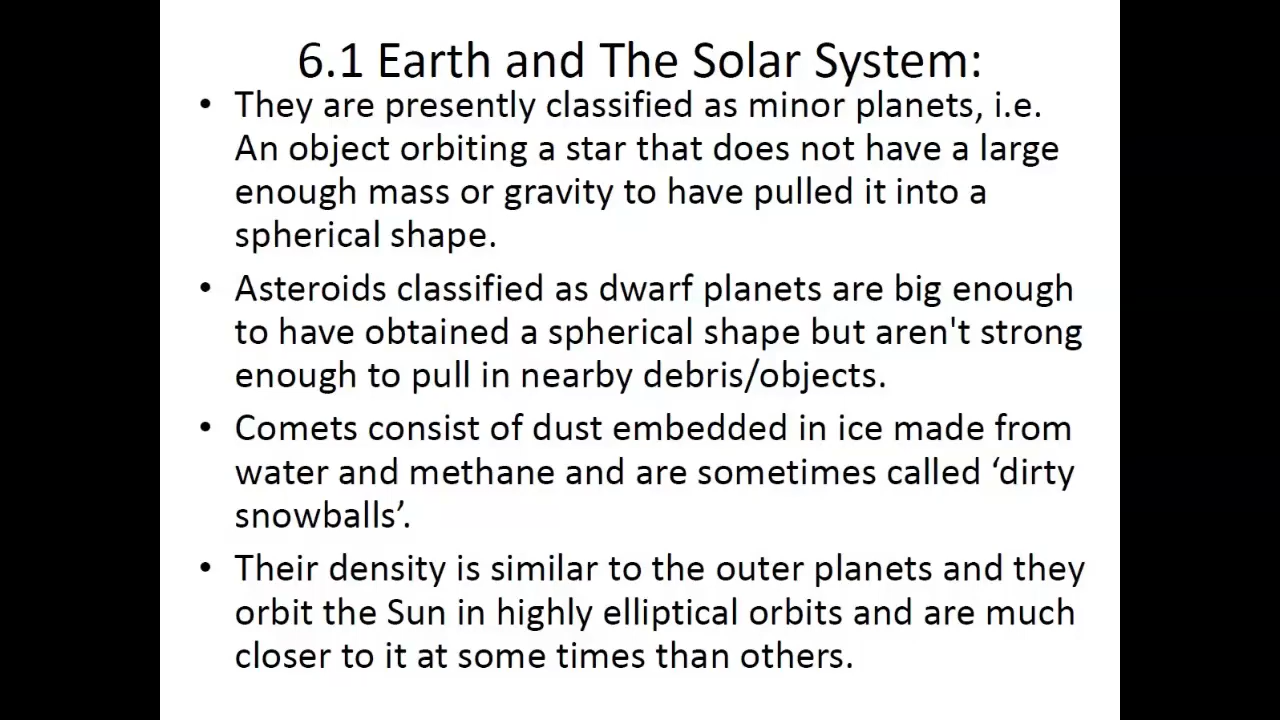 6.1 Earth and The Solar System:
• They are presently classified as minor planets, i.e.
An object orbiting a star that does not have a large
enough mass or gravity to have pulled it into a
spherical shape.
• Asteroids classified as dwarf planets are big enough
to have obtained a spherical shape but aren't strong
enough to pull in nearby debris/objects.
• Comets consist of dust embedded in ice made from
water and methane and are sometimes called ‘dirty
snowballs’.
• Their density is similar to the outer planets and they
orbit the Sun in highly elliptical orbits and are much
closer to it at some times than others.